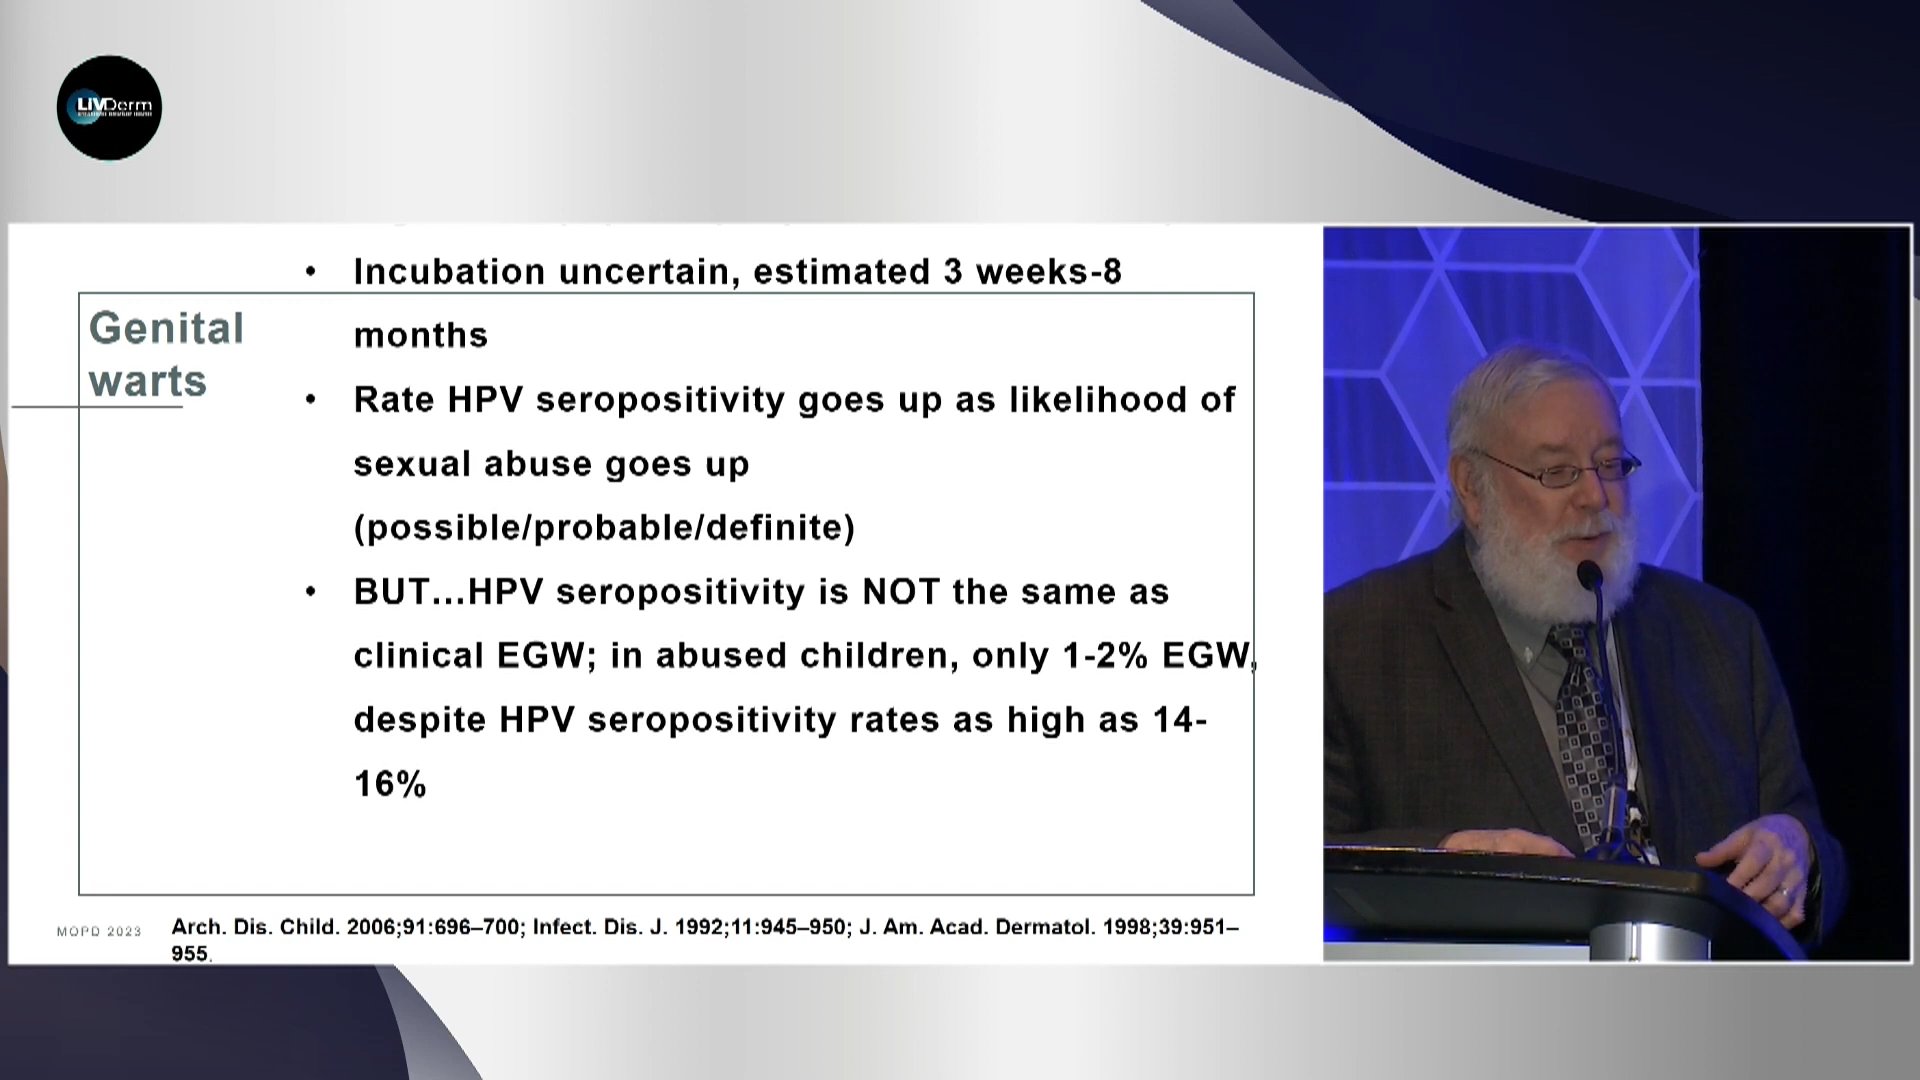 LIVDerm
• Incubation uncertain, estimated 3 weeks-8
Genital
months
warts
• Rate HPV seropositivity goes up as likelihood of
sexual abuse goes up
(possible/probable/definite)
• BUT...HPV seropositivity is NOT the same as
clinical EGW; in abused children, only 1-2% EGW,
despite HPV seropositivity rates as high as 14-
16%
MOPD 2023
Arch. Dis. Child. 2006;91:696–700; Infect. Dis. J. 1992;11:945–950; J. Am. Acad. Dermatol. 1998;39:951–
955.